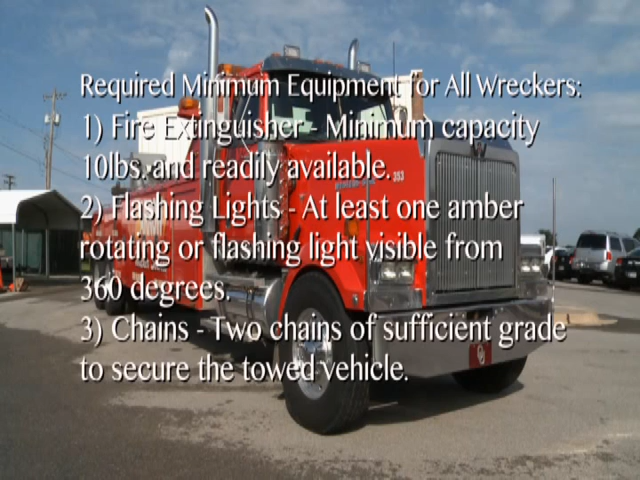 Required Minimum Equipment for All Wreckers:
1) Fire Extinguisher - Minimum capacity
10lbs. and readily available.
2) Flashing Lights - At least one amber
rotating or flashing light visible from
360 degrees.
3) Chains - Two chains of sufficient grade
to secure the towed vehicle.
353